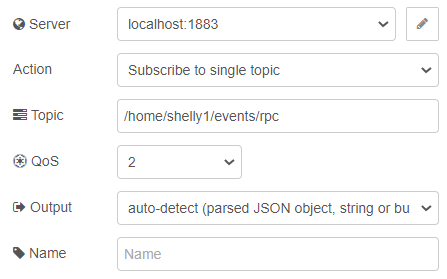 Server localhost:1883
Action Subscribe to single topic
Topic /home/shelly1/events/rpc
QoS 2
Output auto-detect (parsed JSON object, string or bu
Name Name